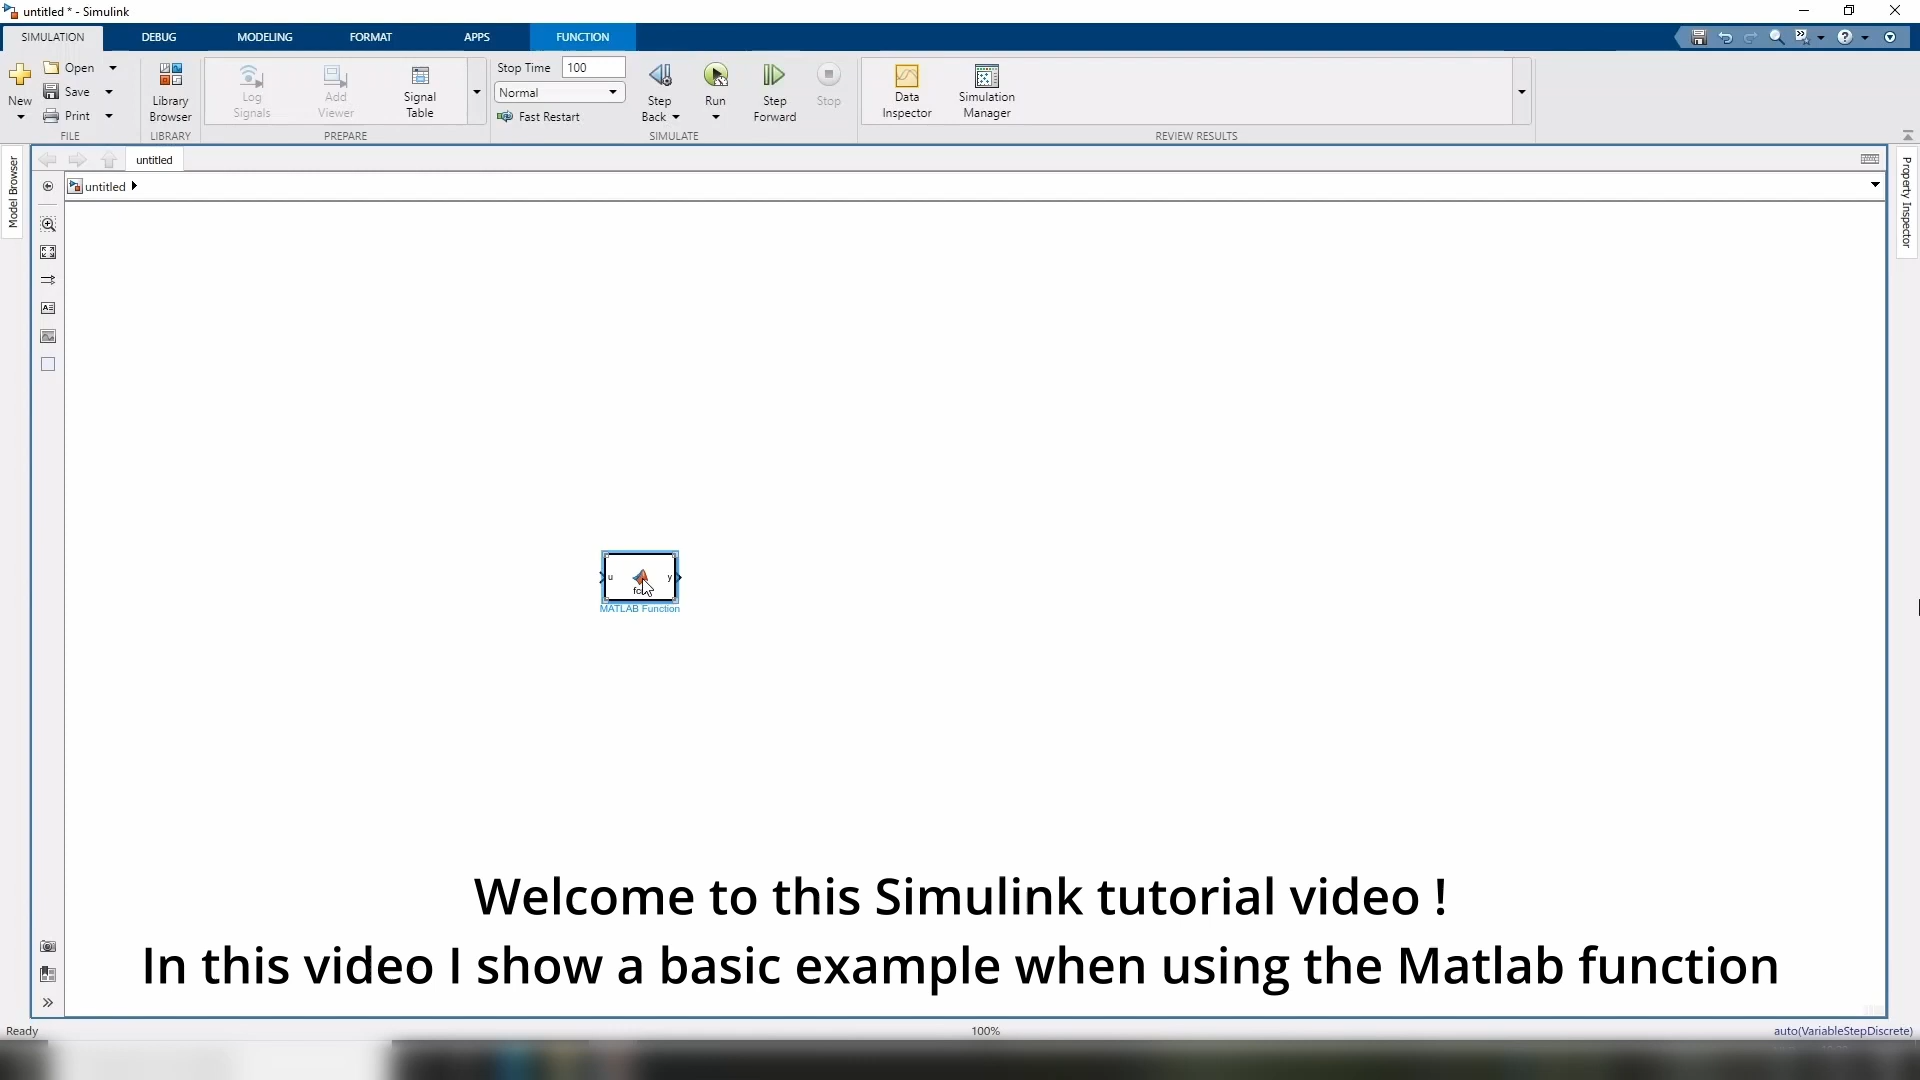 untitled * - Simulink
SIMULATION
DEBUG
MODELING
FORMAT
APPS
FUNCTION
New
Open
Save
Print
FILE
Library
Browser
LIBRARY
Log
Signals
Add
Viewer
Signal
Table
PREPARE
Stop Time
100
Normal
Fast Restart
Step
Back
Run
Step
Forward
Stop
SIMULATE
Data
Inspector
Simulation
Manager
REVIEW RESULTS
Model Browser
untitled
untitled
Property Inspector
u
y
MATLAB Function
Welcome to this Simulink tutorial video !
In this video I show a basic example when using the Matlab function
Ready
100%
auto(VariableStepDiscrete)